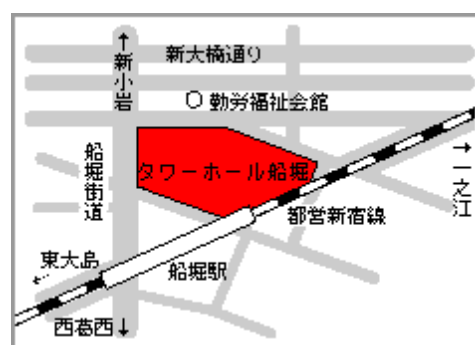 ↑新小岩
新大橋通り
勤労福祉会館
船堀街道
タワーホール船堀
→一之江
都営新宿線
東大島
船堀駅
西葛西↓